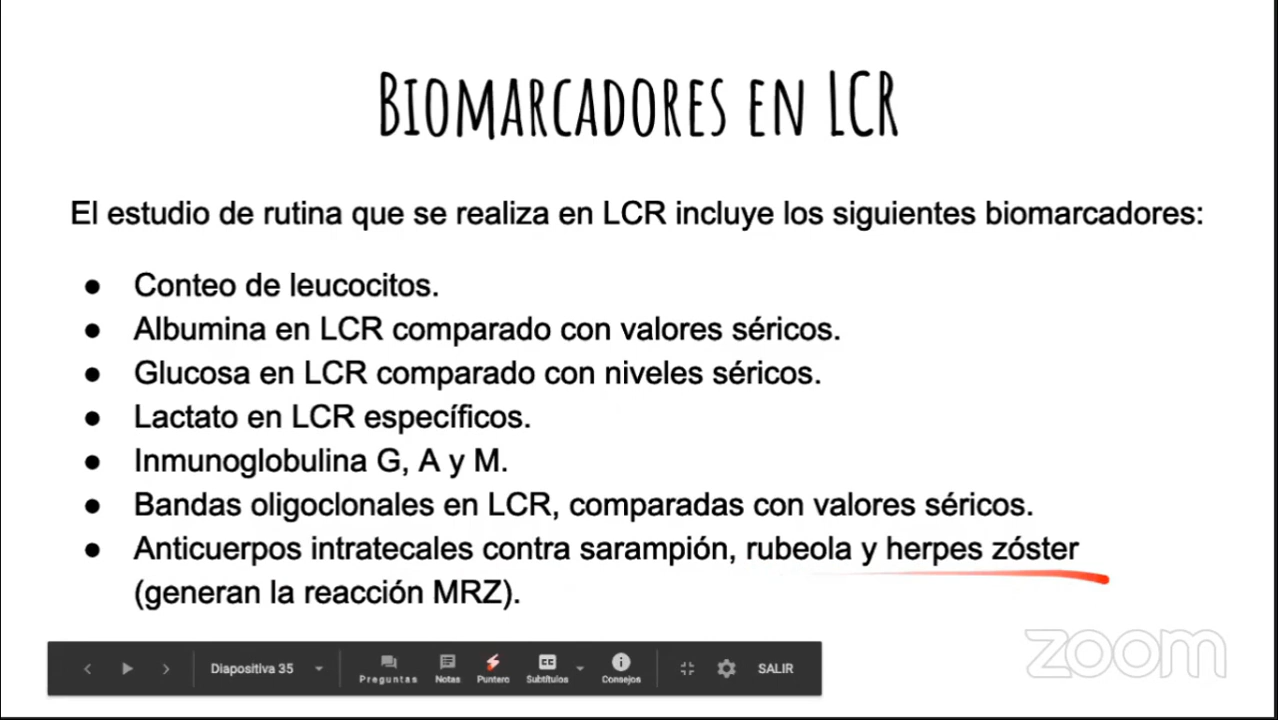 Biomarcadores en LCR
El estudio de rutina que se realiza en LCR incluye los siguientes biomarcadores:
● Conteo de leucocitos.
● Albumina en LCR comparado con valores séricos.
● Glucosa en LCR comparado con niveles séricos.
● Lactato en LCR específicos.
● Inmunoglobulina G, A y M.
● Bandas oligoclonales en LCR, comparadas con valores séricos.
● Anticuerpos intratecales contra sarampión, rubeola y herpes zóster
(generan la reacción MRZ).
zoom
Diapositiva 35 Preguntas Notas Puntero Subtítulos Consejos SALIR